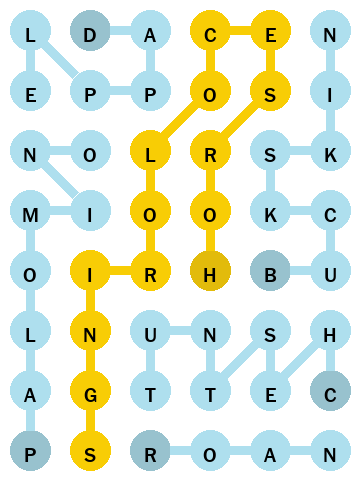 L D A C E N
E P P O S I
N O L R S K
M I O O K C
O I R H B U
L N U N S H
A G T T E C
P S R O A N